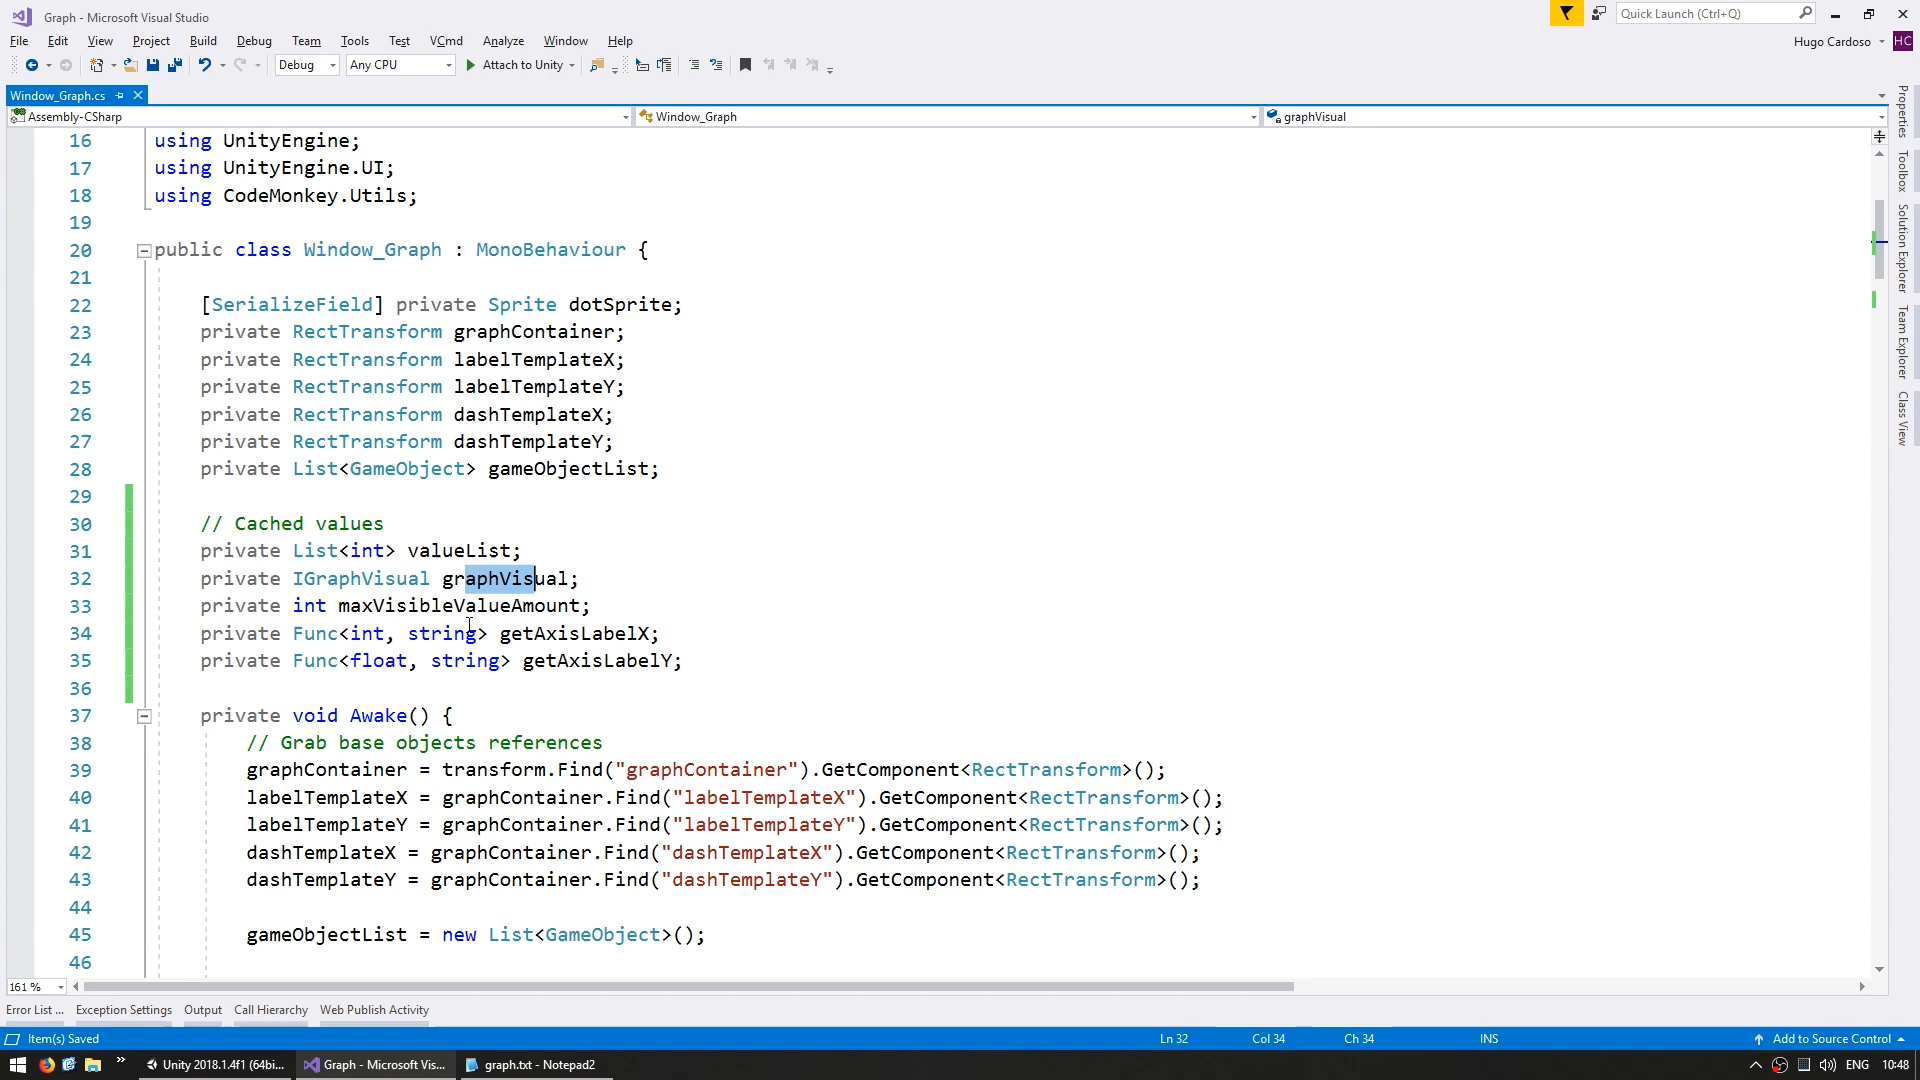 Graph - Microsoft Visual Studio
Quick Launch (Ctrl+Q)
File Edit View Project Build Debug Team Tools Test VCmd Analyze Window Help
Hugo Cardoso HC
Debug Any CPU Attach to Unity
Window_Graph.cs
Assembly-CSharp Window_Graph graphVisual
16 using UnityEngine;
17 using UnityEngine.UI;
18 using CodeMonkey.Utils;
19
20 public class Window_Graph : MonoBehaviour {
21
22 [SerializeField] private Sprite dotSprite;
23 private RectTransform graphContainer;
24 private RectTransform labelTemplateX;
25 private RectTransform labelTemplateY;
26 private RectTransform dashTemplateX;
27 private RectTransform dashTemplateY;
28 private List<GameObject> gameObjectList;
29
30 // Cached values
31 private List<int> valueList;
32 private IGraphVisual graphVisual;
33 private int maxVisibleValueAmount;
34 private Func<int, string> getAxisLabelX;
35 private Func<float, string> getAxisLabelY;
36
37 private void Awake() {
38 // Grab base objects references
39 graphContainer = transform.Find("graphContainer").GetComponent<RectTransform>();
40 labelTemplateX = graphContainer.Find("labelTemplateX").GetComponent<RectTransform>();
41 labelTemplateY = graphContainer.Find("labelTemplateY").GetComponent<RectTransform>();
42 dashTemplateX = graphContainer.Find("dashTemplateX").GetComponent<RectTransform>();
43 dashTemplateY = graphContainer.Find("dashTemplateY").GetComponent<RectTransform>();
44
45 gameObjectList = new List<GameObject>();
46
Properties
Toolbox
Solution Explorer
Team Explorer
Class View
161 %
Error List ... Exception Settings Output Call Hierarchy Web Publish Activity
Item(s) Saved Ln 32 Col 34 Ch 34 INS Add to Source Control
Unity 2018.1.4f1 (64bi... Graph - Microsoft Vis... graph.txt - Notepad2 ENG 10:48